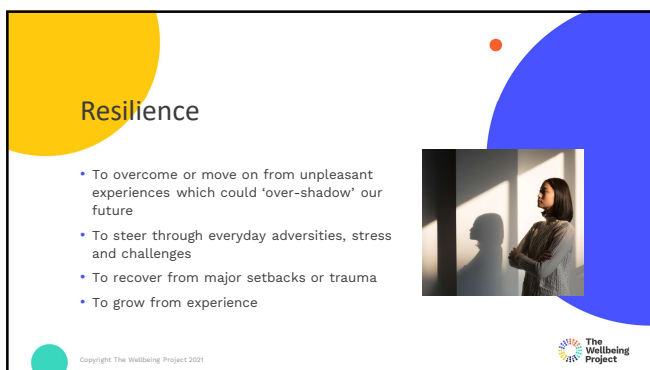 Resilience
• To overcome or move on from unpleasant
experiences which could ‘over-shadow’ our
future
• To steer through everyday adversities, stress
and challenges
• To recover from major setbacks or trauma
• To grow from experience
Copyright The Wellbeing Project 2021
The
Wellbeing
Project